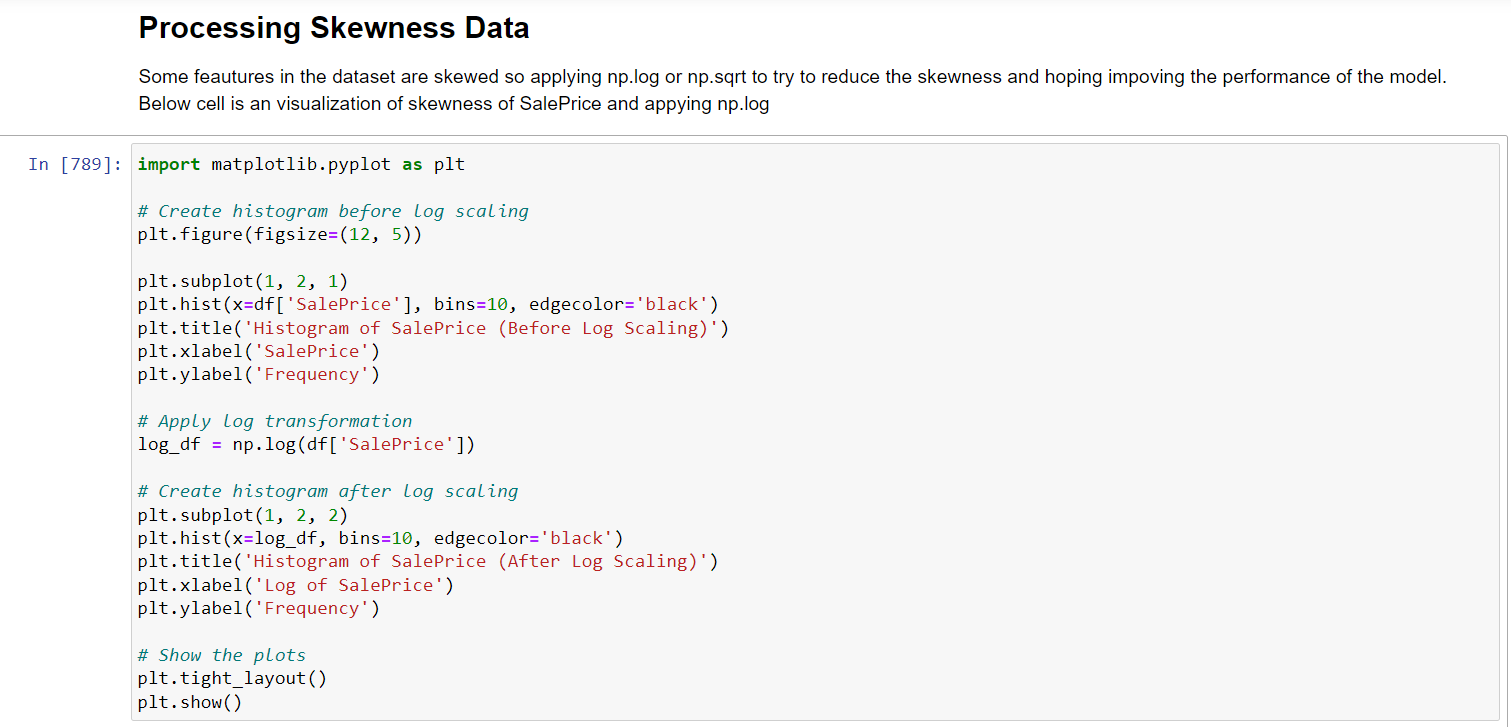 Processing Skewness Data
Some feautures in the dataset are skewed so applying np.log or np.sqrt to try to reduce the skewness and hoping impoving the performance of the model.
Below cell is an visualization of skewness of SalePrice and appying np.log
In [789]: import matplotlib.pyplot as plt
# Create histogram before log scaling
plt.figure(figsize=(12, 5))
plt.subplot(1, 2, 1)
plt.hist(x=df['SalePrice'], bins=10, edgecolor='black')
plt.title('Histogram of SalePrice (Before Log Scaling)')
plt.xlabel('SalePrice')
plt.ylabel('Frequency')
# Apply log transformation
log_df = np.log(df['SalePrice'])
# Create histogram after log scaling
plt.subplot(1, 2, 2)
plt.hist(x=log_df, bins=10, edgecolor='black')
plt.title('Histogram of SalePrice (After Log Scaling)')
plt.xlabel('Log of SalePrice')
plt.ylabel('Frequency')
# Show the plots
plt.tight_layout()
plt.show()